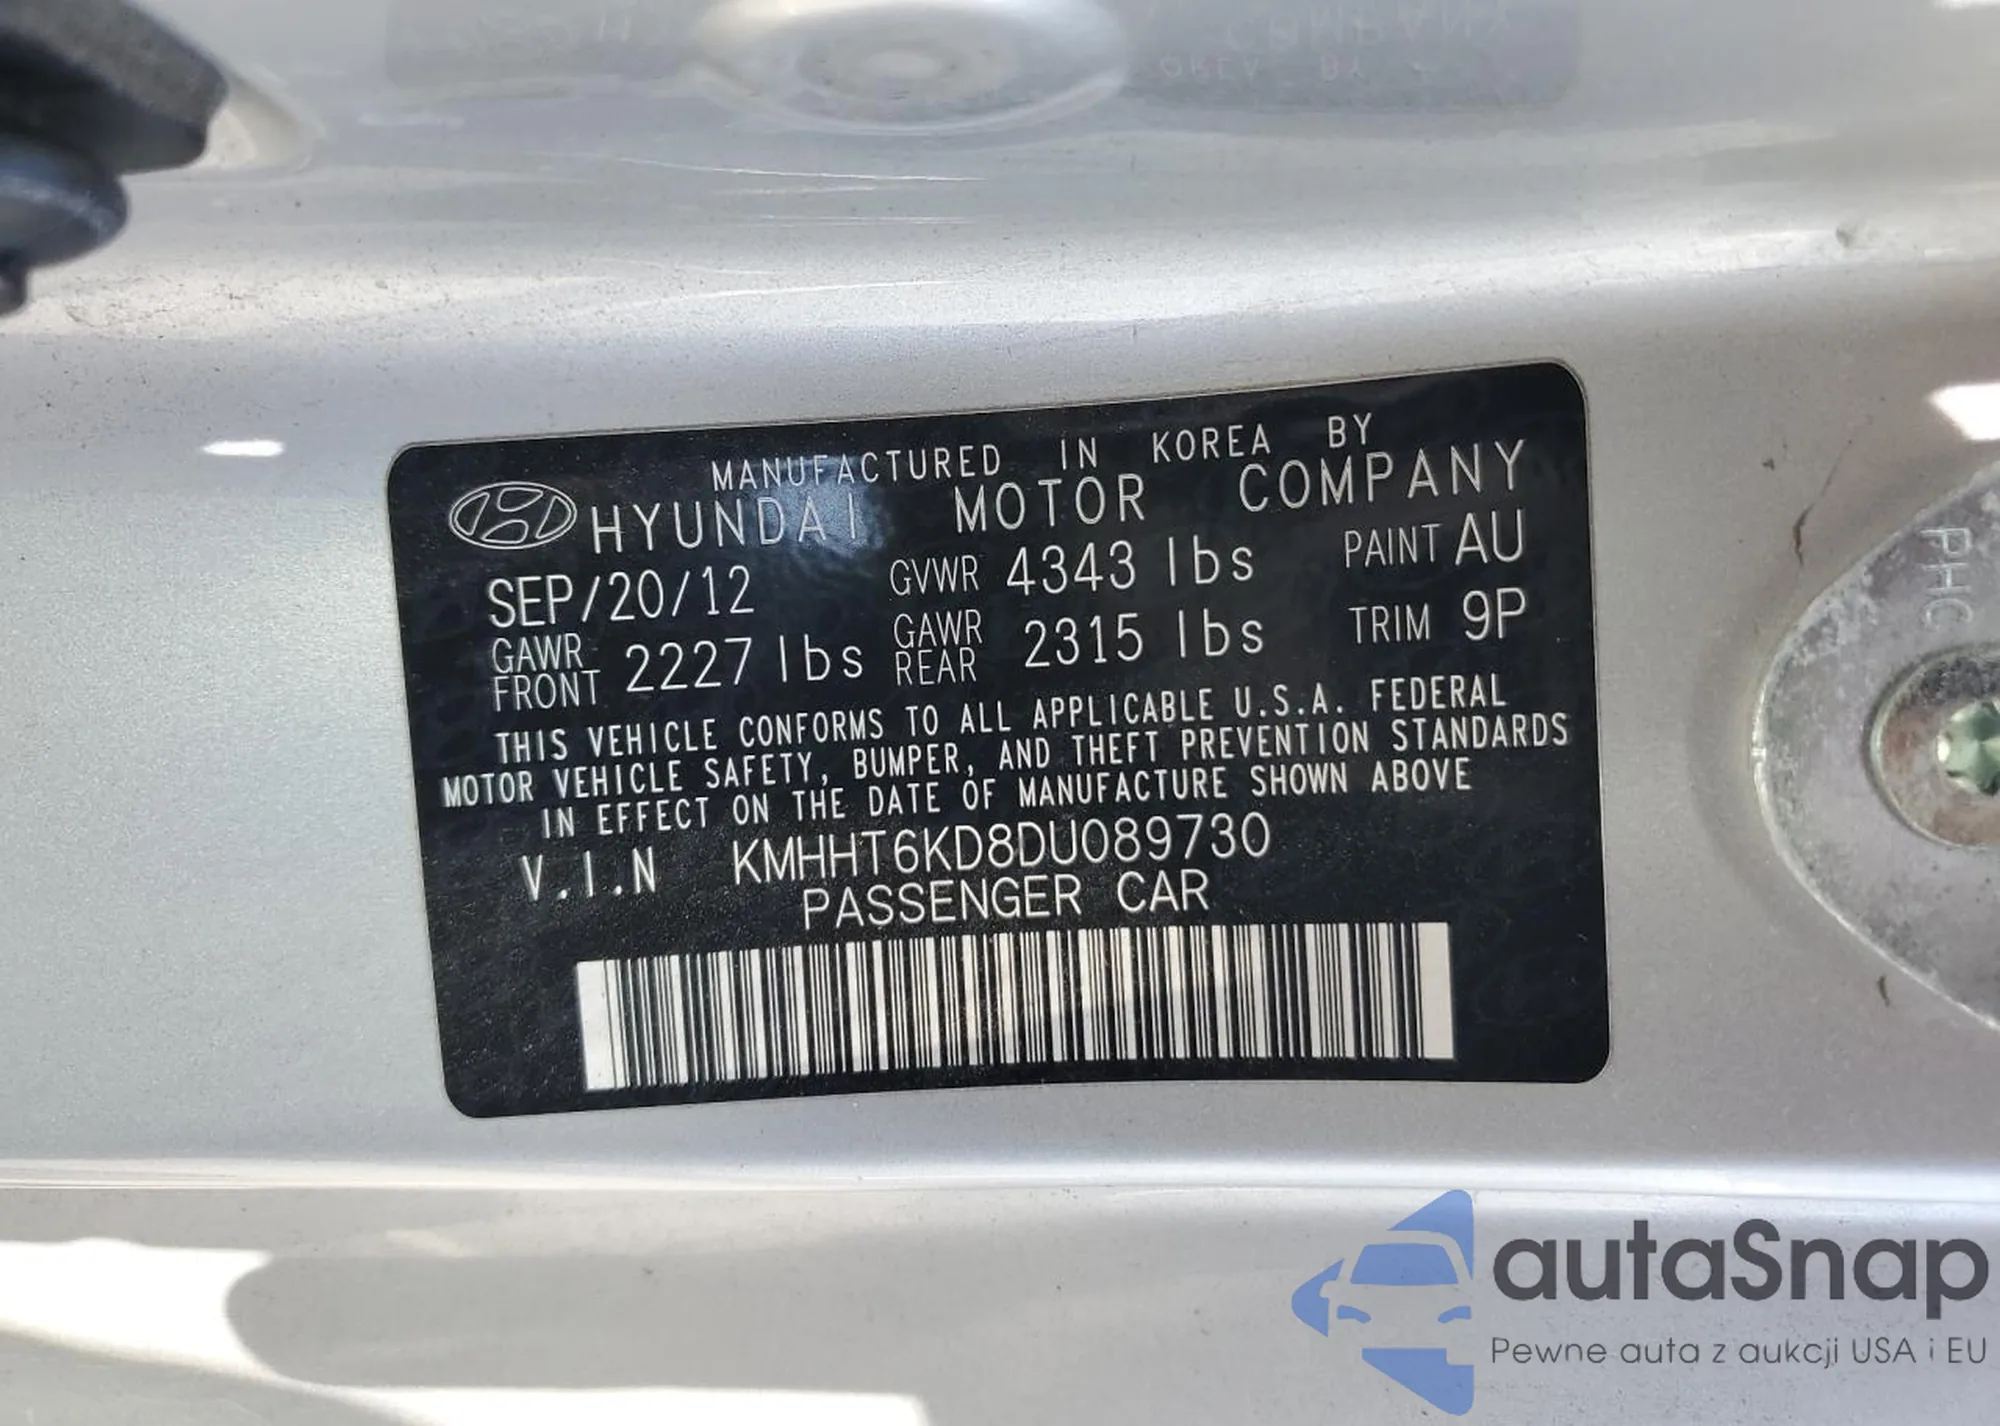 MANUFACTURED IN KOREA BY
HYUNDAI MOTOR COMPANY
SEP/20/12 GVWR 4343 lbs PAINT AU
GAWR FRONT 2227 lbs GAWR REAR 2315 lbs TRIM 9P
THIS VEHICLE CONFORMS TO ALL APPLICABLE U.S.A. FEDERAL
MOTOR VEHICLE SAFETY, BUMPER, AND THEFT PREVENTION STANDARDS
IN EFFECT ON THE DATE OF MANUFACTURE SHOWN ABOVE
V.I.N KMHHT6KD8DU089730
PASSENGER CAR
PHC
autaSnap
Pewne auta z aukcji USA i EU